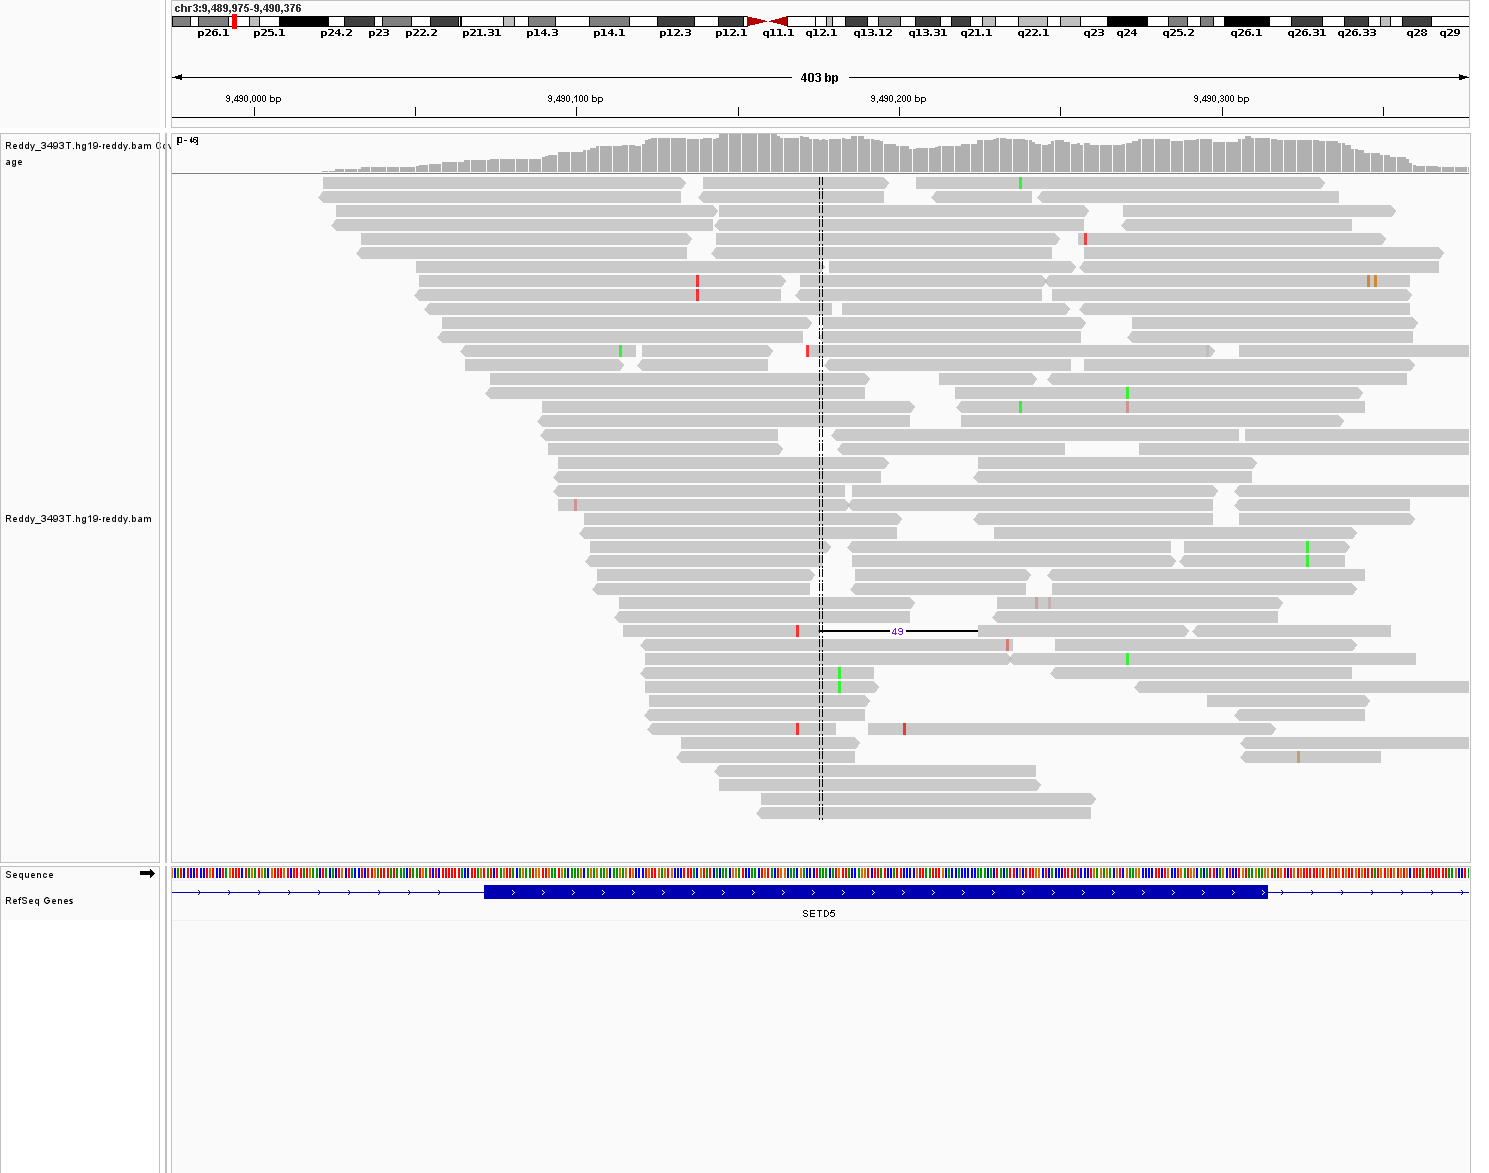 chr3:9,489,975-9,490,376
p26.1 p25.1 p24.2 p23 p22.2 p21.31 p14.3 p14.1 p12.3 p12.1 q11.1 q12.1 q13.12 q13.31 q21.1 q22.1 q23 q24 q25.2 q26.1 q26.31 q26.33 q28 q29
403 bp
9,490,000 bp 9,490,100 bp 9,490,200 bp 9,490,300 bp
Reddy_3493T.hg19-reddy.bam Cov
age
[0 - 46]
Reddy_3493T.hg19-reddy.bam
49
Sequence
RefSeq Genes
SETD5